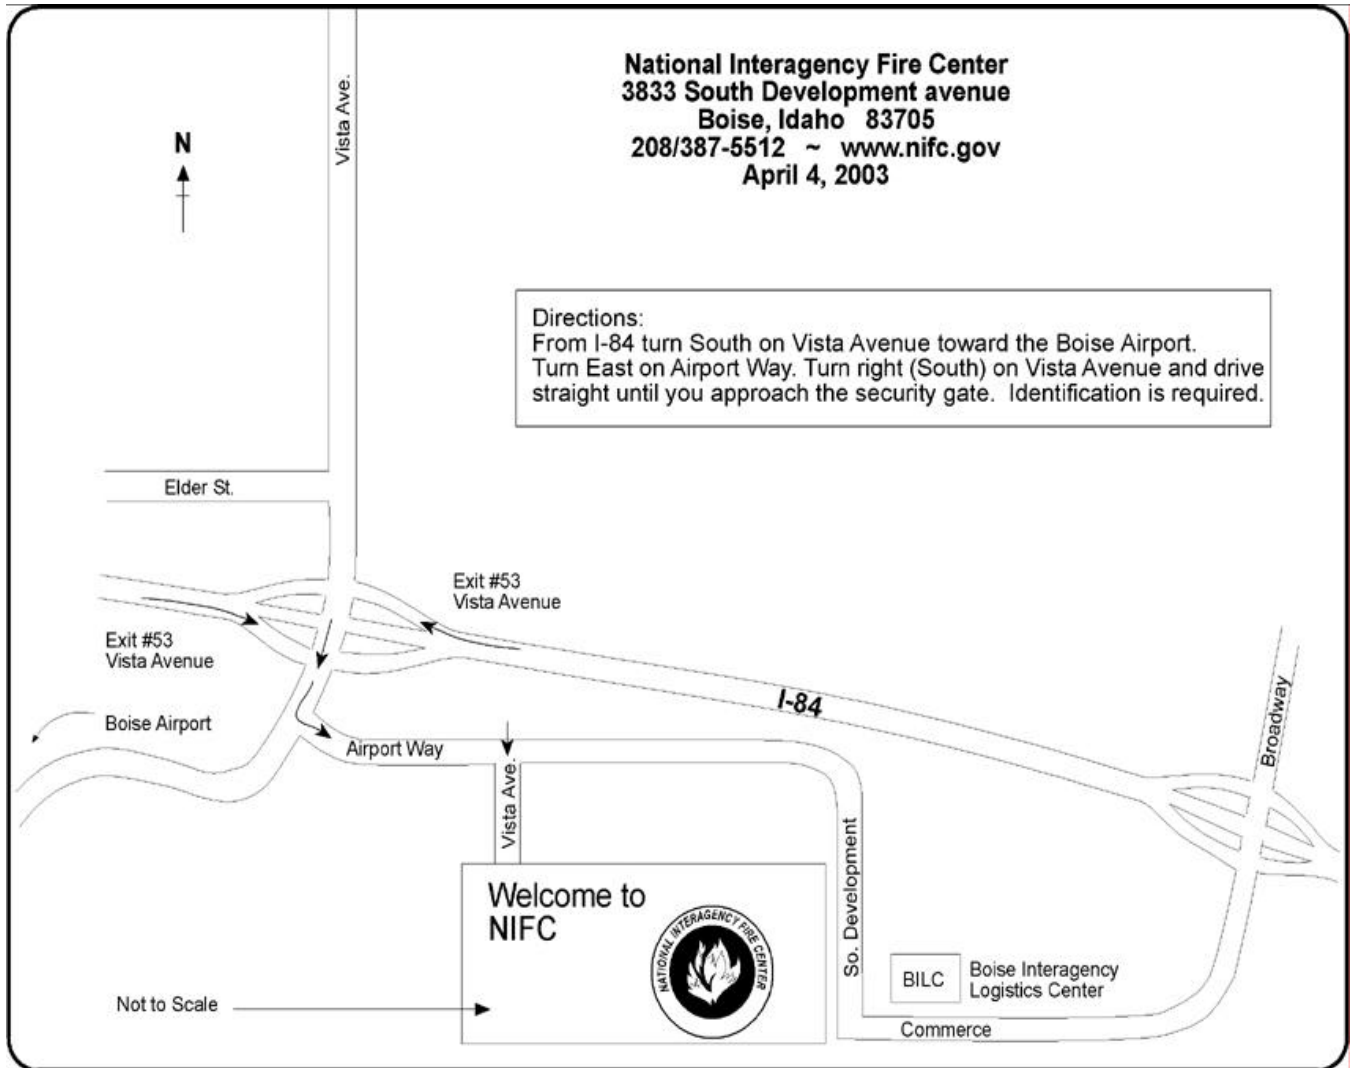 National Interagency Fire Center
3833 South Development avenue
Boise, Idaho 83705
208/387-5512 ~ www.nifc.gov
April 4, 2003
N
Vista Ave.
Directions:
From I-84 turn South on Vista Avenue toward the Boise Airport.
Turn East on Airport Way. Turn right (South) on Vista Avenue and drive
straight until you approach the security gate. Identification is required.
Elder St.
Exit #53
Vista Avenue
Exit #53
Vista Avenue
I-84
Broadway
Boise Airport
Airport Way
Vista Ave.
So. Development
Welcome to
NIFC
NATIONAL INTERAGENCY FIRE CENTER
BILC
Boise Interagency
Logistics Center
Not to Scale
Commerce